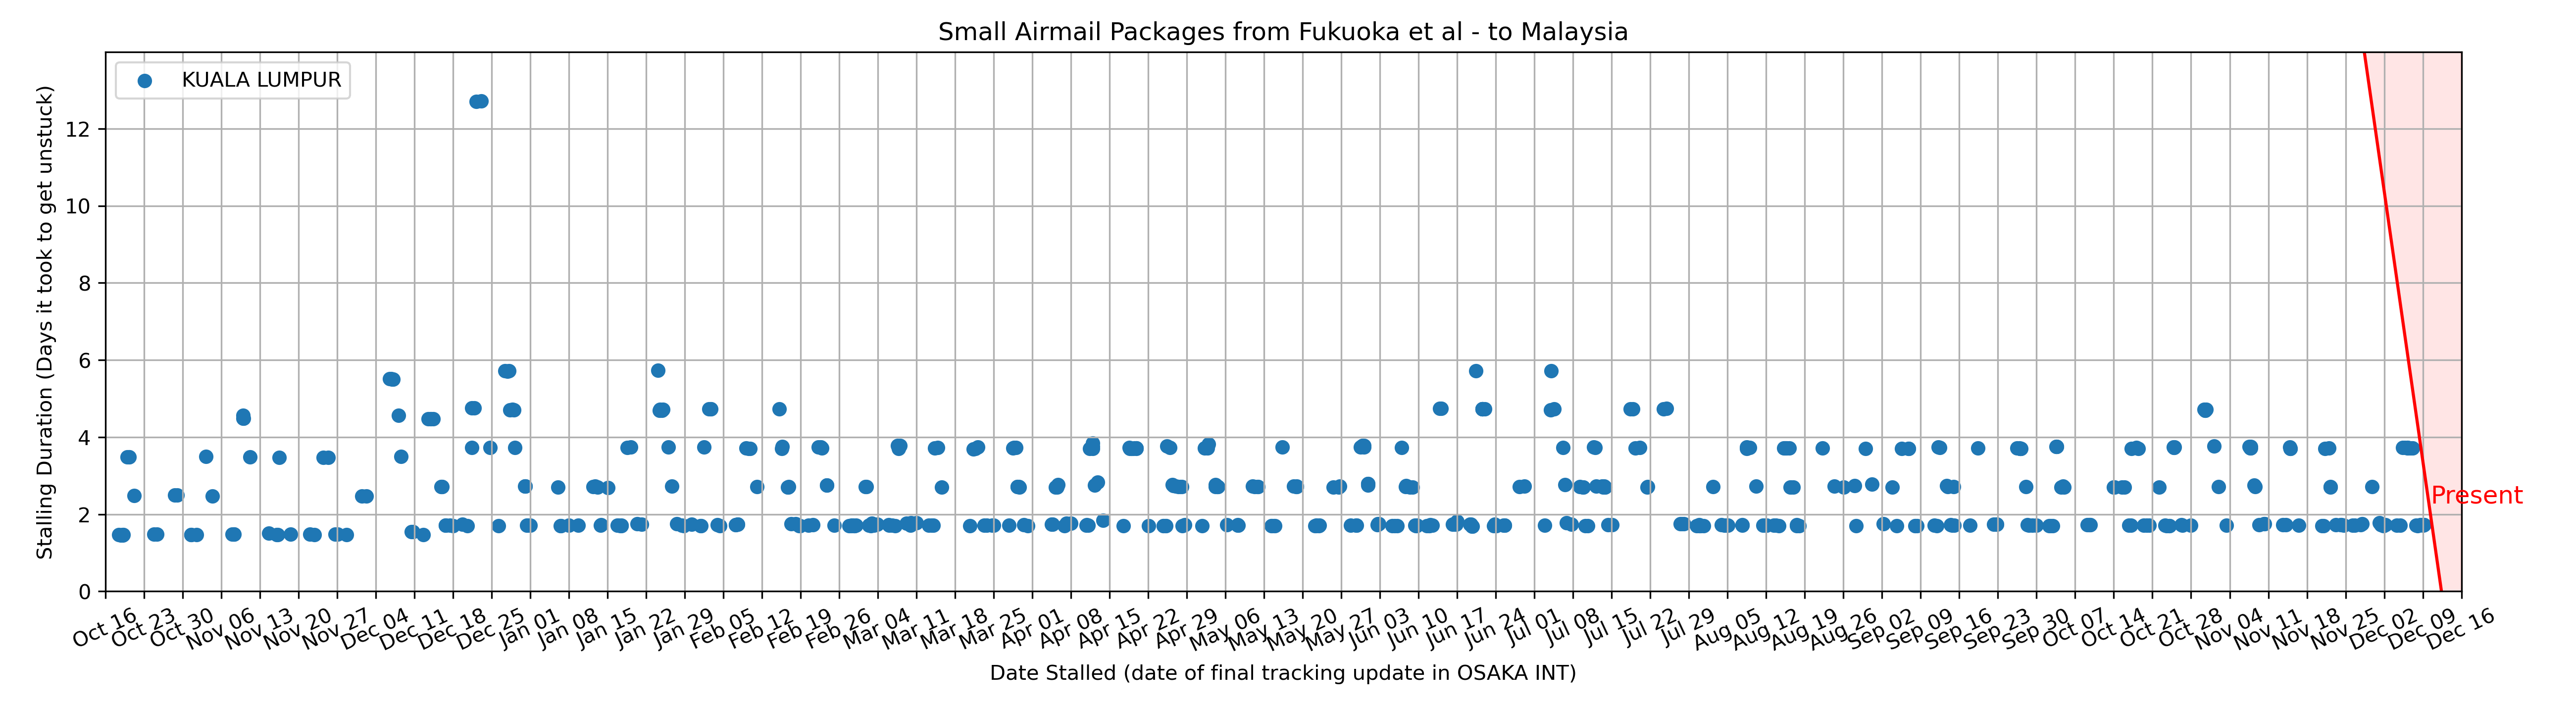 Small Airmail Packages from Fukuoka et al - to Malaysia
KUALA LUMPUR
Stalling Duration (Days it took to get unstuck)
12
10
8
6
4
2
0
Present
Oct 16
Oct 23
Oct 30
Nov 06
Nov 13
Nov 20
Nov 27
Dec 04
Dec 11
Dec 18
Dec 25
Jan 01
Jan 08
Jan 15
Jan 22
Jan 29
Feb 05
Feb 12
Feb 19
Feb 26
Mar 04
Mar 11
Mar 18
Mar 25
Apr 01
Apr 08
Apr 15
Apr 22
Apr 29
May 06
May 13
May 20
May 27
Jun 03
Jun 10
Jun 17
Jun 24
Jul 01
Jul 08
Jul 15
Jul 22
Jul 29
Aug 05
Aug 12
Aug 19
Aug 26
Sep 02
Sep 09
Sep 16
Sep 23
Sep 30
Oct 07
Oct 14
Oct 21
Oct 28
Nov 04
Nov 11
Nov 18
Nov 25
Dec 02
Dec 09
Dec 16
Date Stalled (date of final tracking update in OSAKA INT)